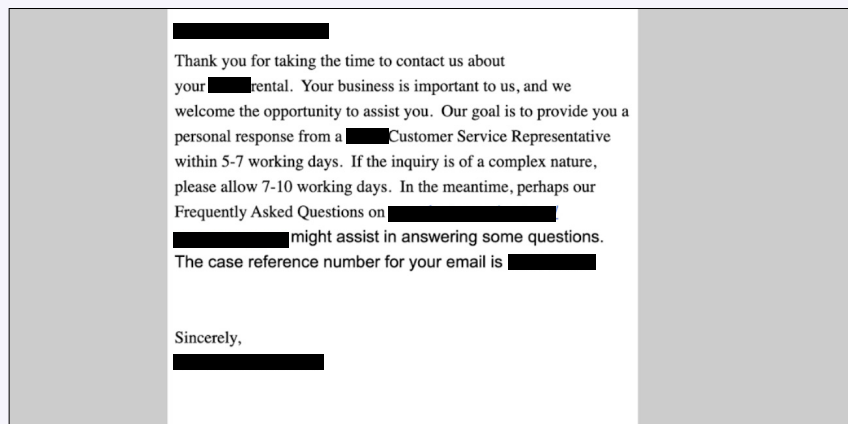 Thank you for taking the time to contact us about
your rental. Your business is important to us, and we
welcome the opportunity to assist you. Our goal is to provide you a
personal response from a Customer Service Representative
within 5-7 working days. If the inquiry is of a complex nature,
please allow 7-10 working days. In the meantime, perhaps our
Frequently Asked Questions on
might assist in answering some questions.
The case reference number for your email is
Sincerely,